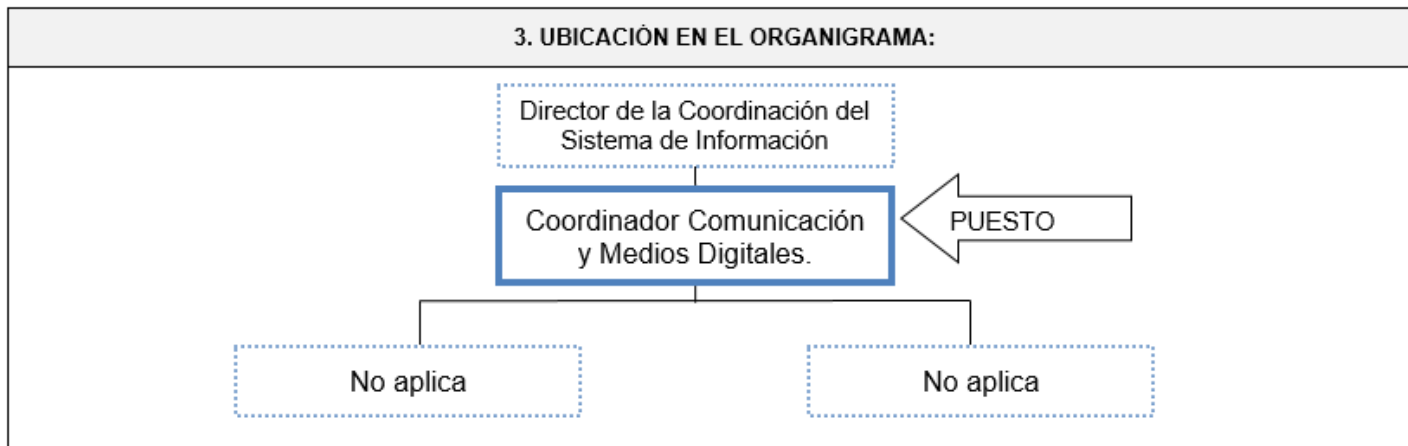 3. UBICACIÓN EN EL ORGANIGRAMA:
Director de la Coordinación del
Sistema de Información
Coordinador Comunicación
y Medios Digitales.
PUESTO
No aplica
No aplica